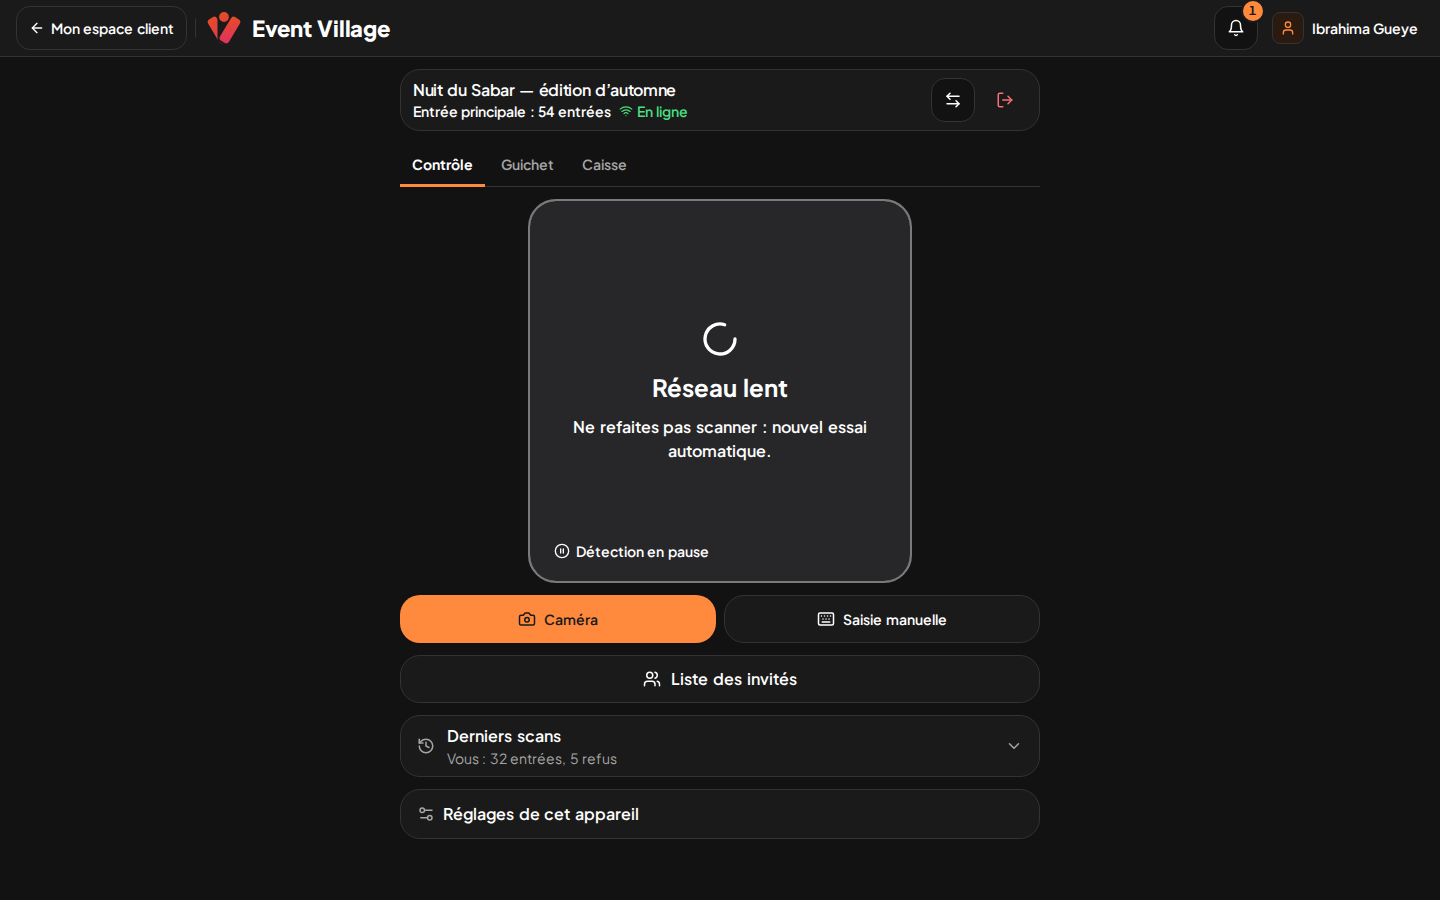 Mon espace client
Event Village
1
Ibrahima Gueye
Nuit du Sabar — édition d’automne
Entrée principale : 54 entrées En ligne
Contrôle Guichet Caisse
Réseau lent
Ne refaites pas scanner : nouvel essai
automatique.
Détection en pause
Caméra
Saisie manuelle
Liste des invités
Derniers scans
Vous : 32 entrées, 5 refus
Réglages de cet appareil